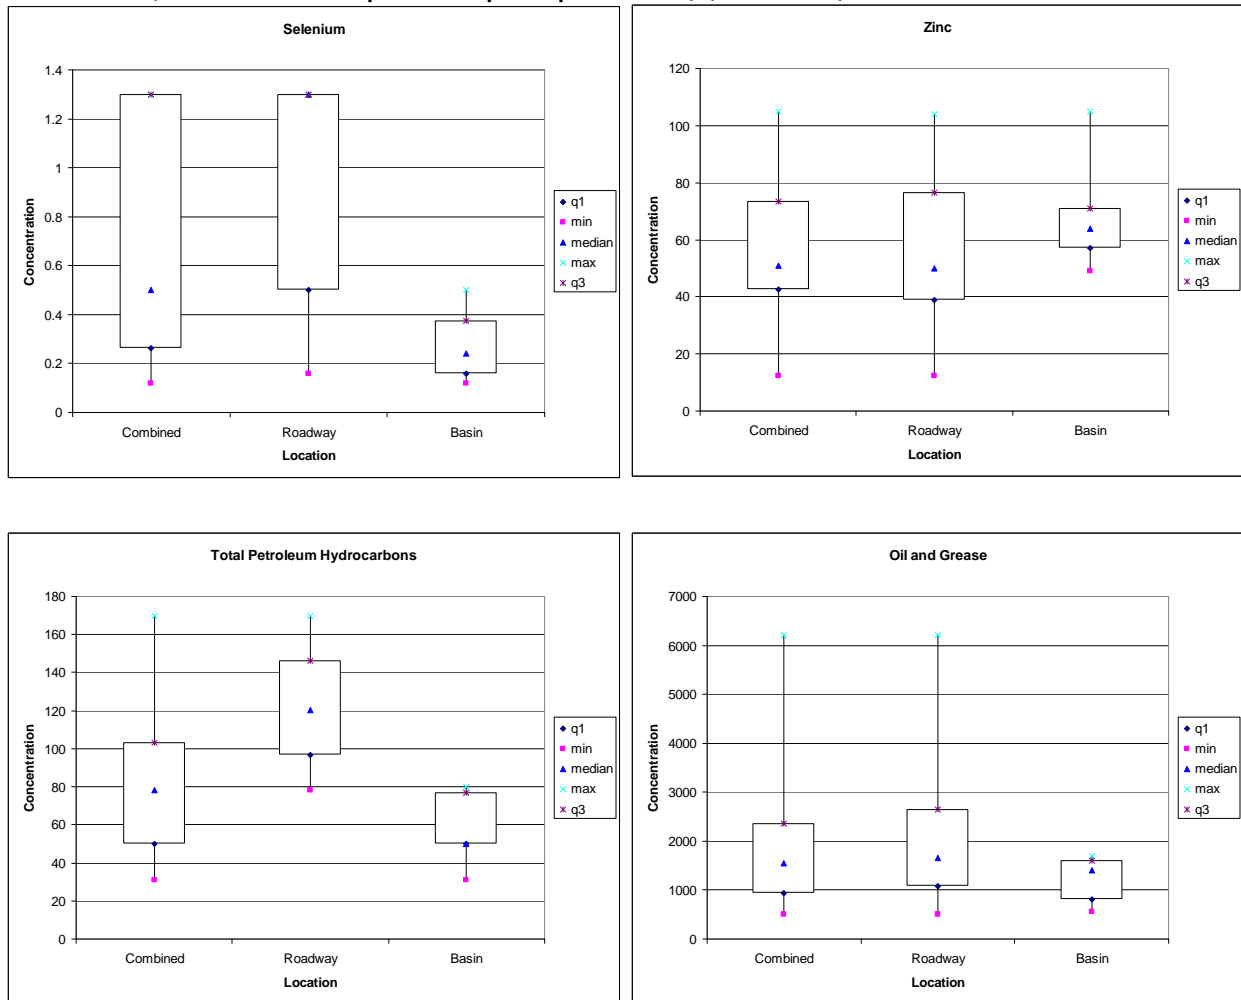 Selenium
1.4
1.2
1
0.8
0.6
0.4
0.2
0
Concentration
Combined
Roadway
Basin
Location
q1
min
median
max
q3
Zinc
120
100
80
60
40
20
0
Concentration
Combined
Roadway
Basin
Location
q1
min
median
max
q3
Total Petroleum Hydrocarbons
180
160
140
120
100
80
60
40
20
0
Concentration
Combined
Roadway
Basin
Location
q1
min
median
max
q3
Oil and Grease
7000
6000
5000
4000
3000
2000
1000
0
Concentration
Combined
Roadway
Basin
Location
q1
min
median
max
q3